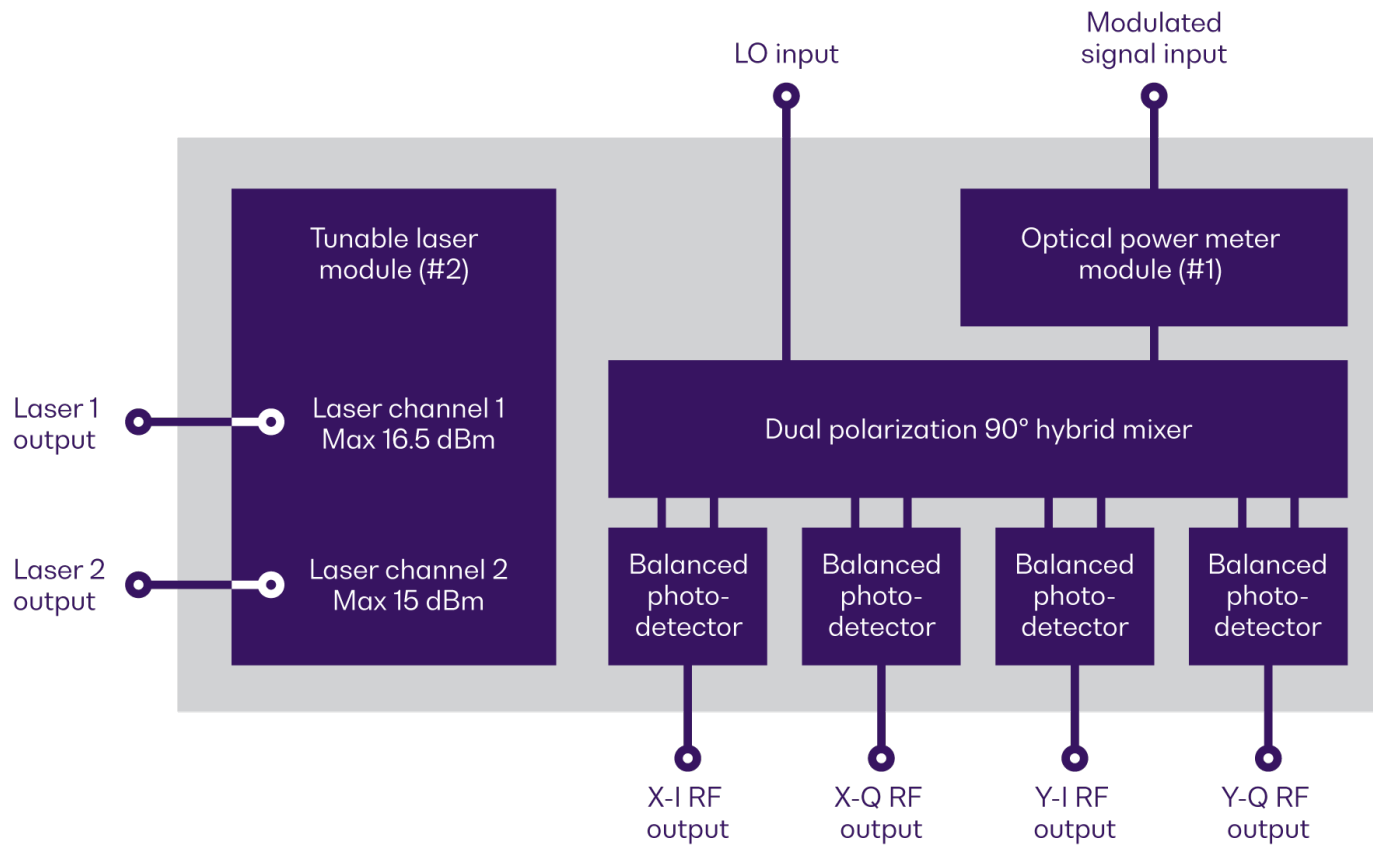 LO input
Modulated
signal input
Tunable laser
module (#2)
Optical power meter
module (#1)
Laser 1
output
Laser channel 1
Max 16.5 dBm
Dual polarization 90° hybrid mixer
Laser 2
output
Laser channel 2
Max 15 dBm
Balanced
photo-
detector
Balanced
photo-
detector
Balanced
photo-
detector
Balanced
photo-
detector
X-I RF
output
X-Q RF
output
Y-I RF
output
Y-Q RF
output